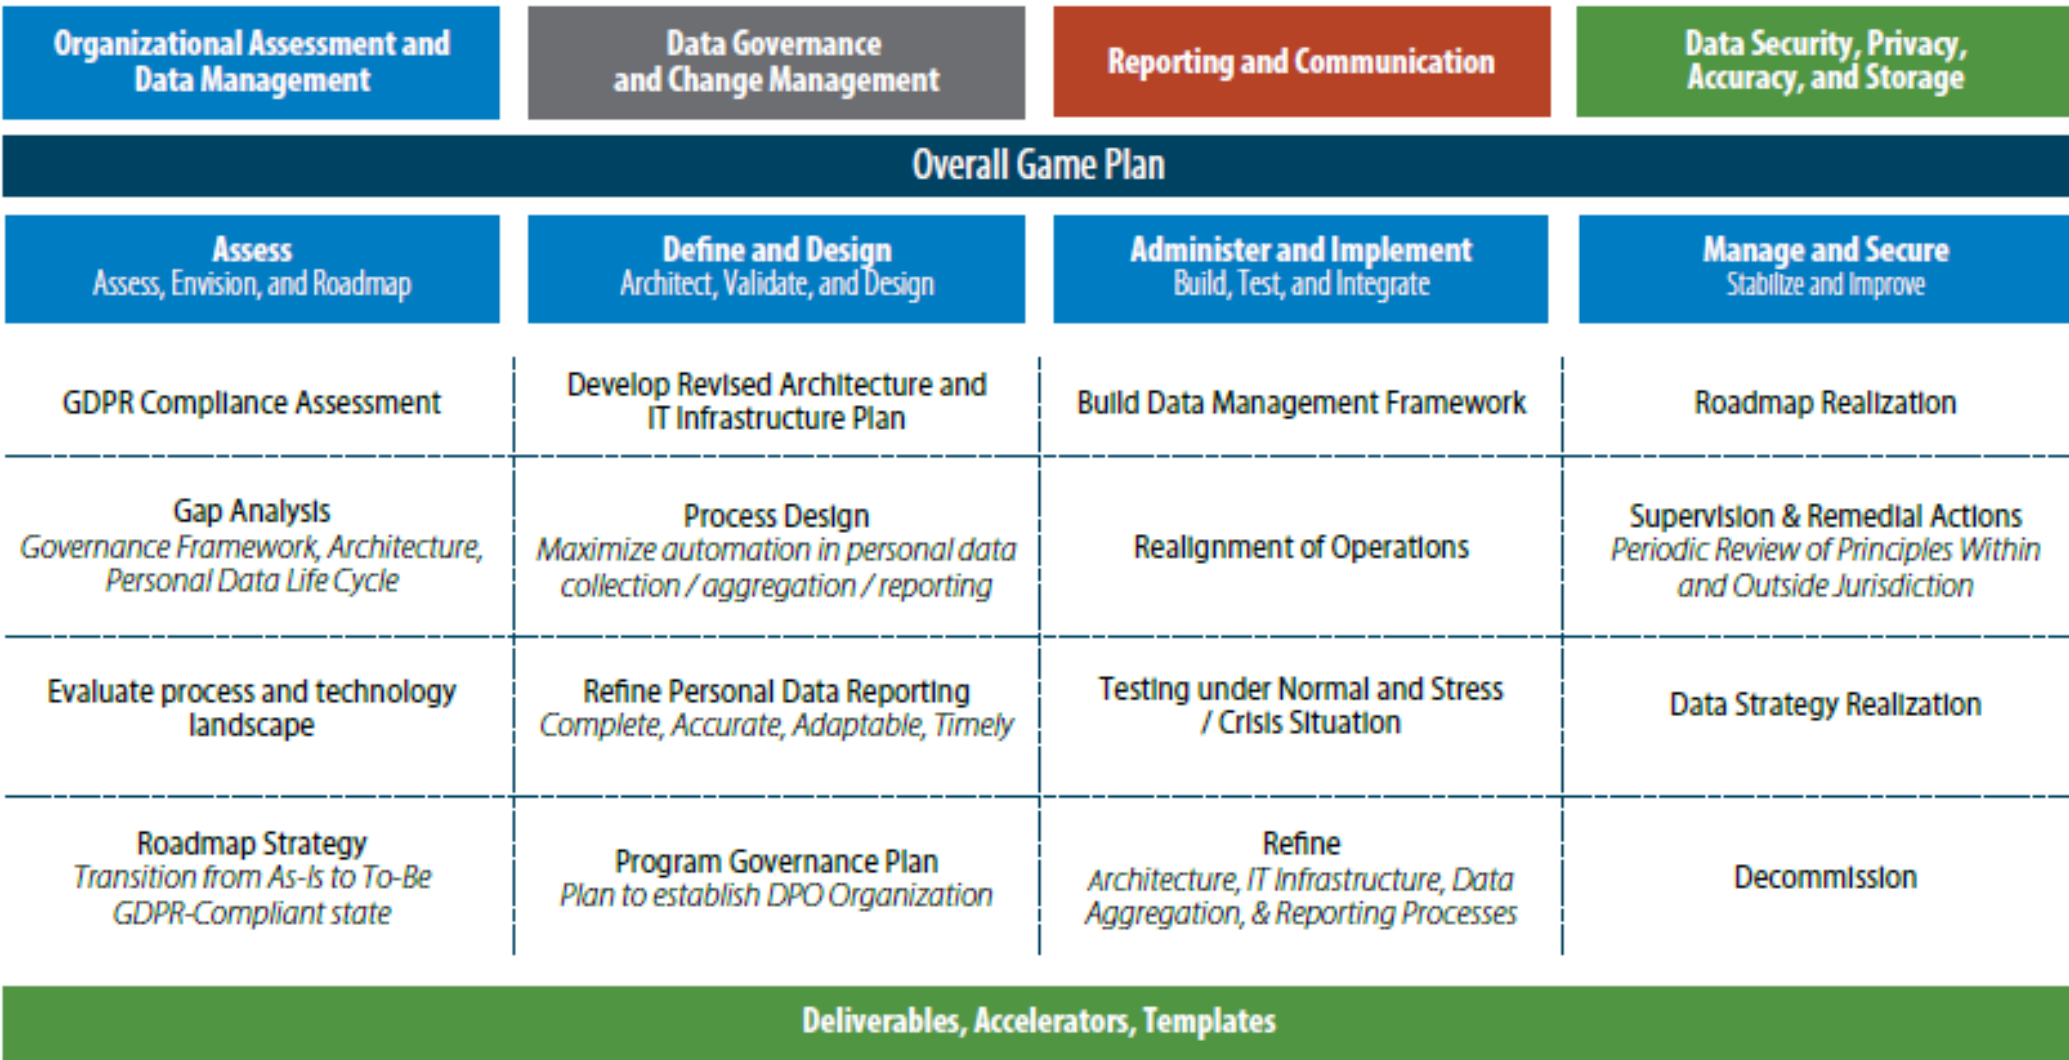 Organizational Assessment and
Data Management
Data Governance
and Change Management
Reporting and Communication
Data Security, Privacy,
Accuracy, and Storage
Overall Game Plan
Assess
Assess, Envision, and Roadmap
Define and Design
Architect, Validate, and Design
Administer and Implement
Build, Test, and Integrate
Manage and Secure
Stabilize and Improve
GDPR Compliance Assessment
Develop Revised Architecture and
IT Infrastructure Plan
Build Data Management Framework
Roadmap Realization
Gap Analysis
Governance Framework, Architecture,
Personal Data Life Cycle
Process Design
Maximize automation in personal data
collection / aggregation / reporting
Realignment of Operations
Supervision & Remedial Actions
Periodic Review of Principles Within
and Outside Jurisdiction
Evaluate process and technology
landscape
Refine Personal Data Reporting
Complete, Accurate, Adaptable, Timely
Testing under Normal and Stress
/ Crisis Situation
Data Strategy Realization
Roadmap Strategy
Transition from As-Is to To-Be
GDPR-Compliant state
Program Governance Plan
Plan to establish DPO Organization
Refine
Architecture, IT Infrastructure, Data
Aggregation, & Reporting Processes
Decommission
Deliverables, Accelerators, Templates